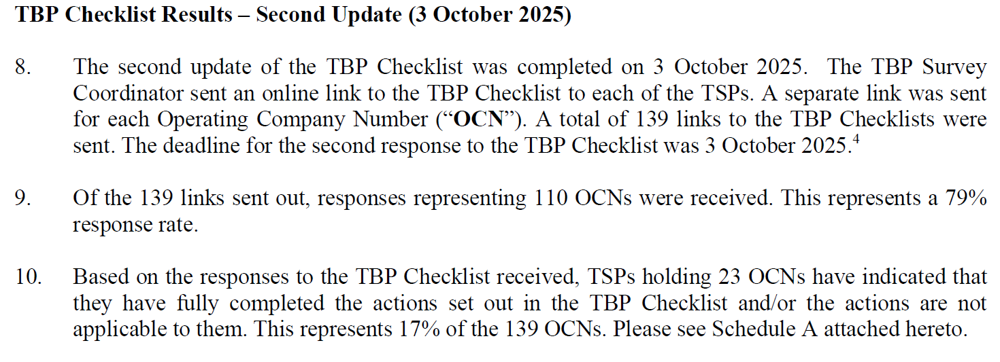 TBP Checklist Results – Second Update (3 October 2025)
8. The second update of the TBP Checklist was completed on 3 October 2025. The TBP Survey
Coordinator sent an online link to the TBP Checklist to each of the TSPs. A separate link was sent
for each Operating Company Number (“OCN”). A total of 139 links to the TBP Checklists were
sent. The deadline for the second response to the TBP Checklist was 3 October 2025.4
9. Of the 139 links sent out, responses representing 110 OCNs were received. This represents a 79%
response rate.
10. Based on the responses to the TBP Checklist received, TSPs holding 23 OCNs have indicated that
they have fully completed the actions set out in the TBP Checklist and/or the actions are not
applicable to them. This represents 17% of the 139 OCNs. Please see Schedule A attached hereto.